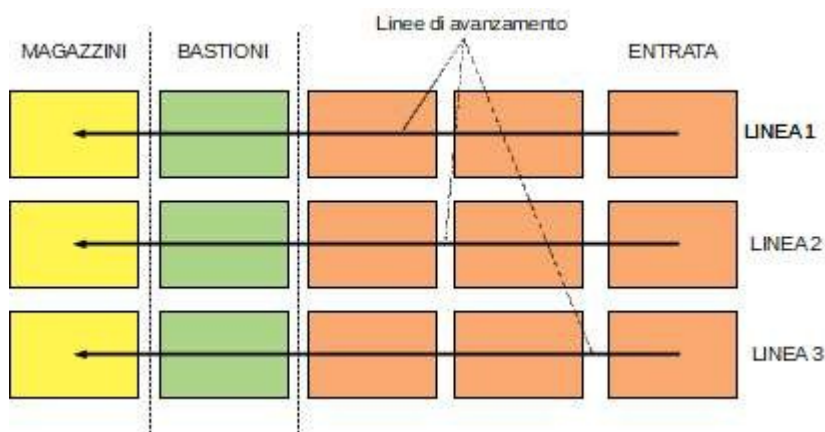 Linee di avanzamento
MAGAZZINI
BASTIONI
ENTRATA
LINEA 1
LINEA 2
LINEA 3